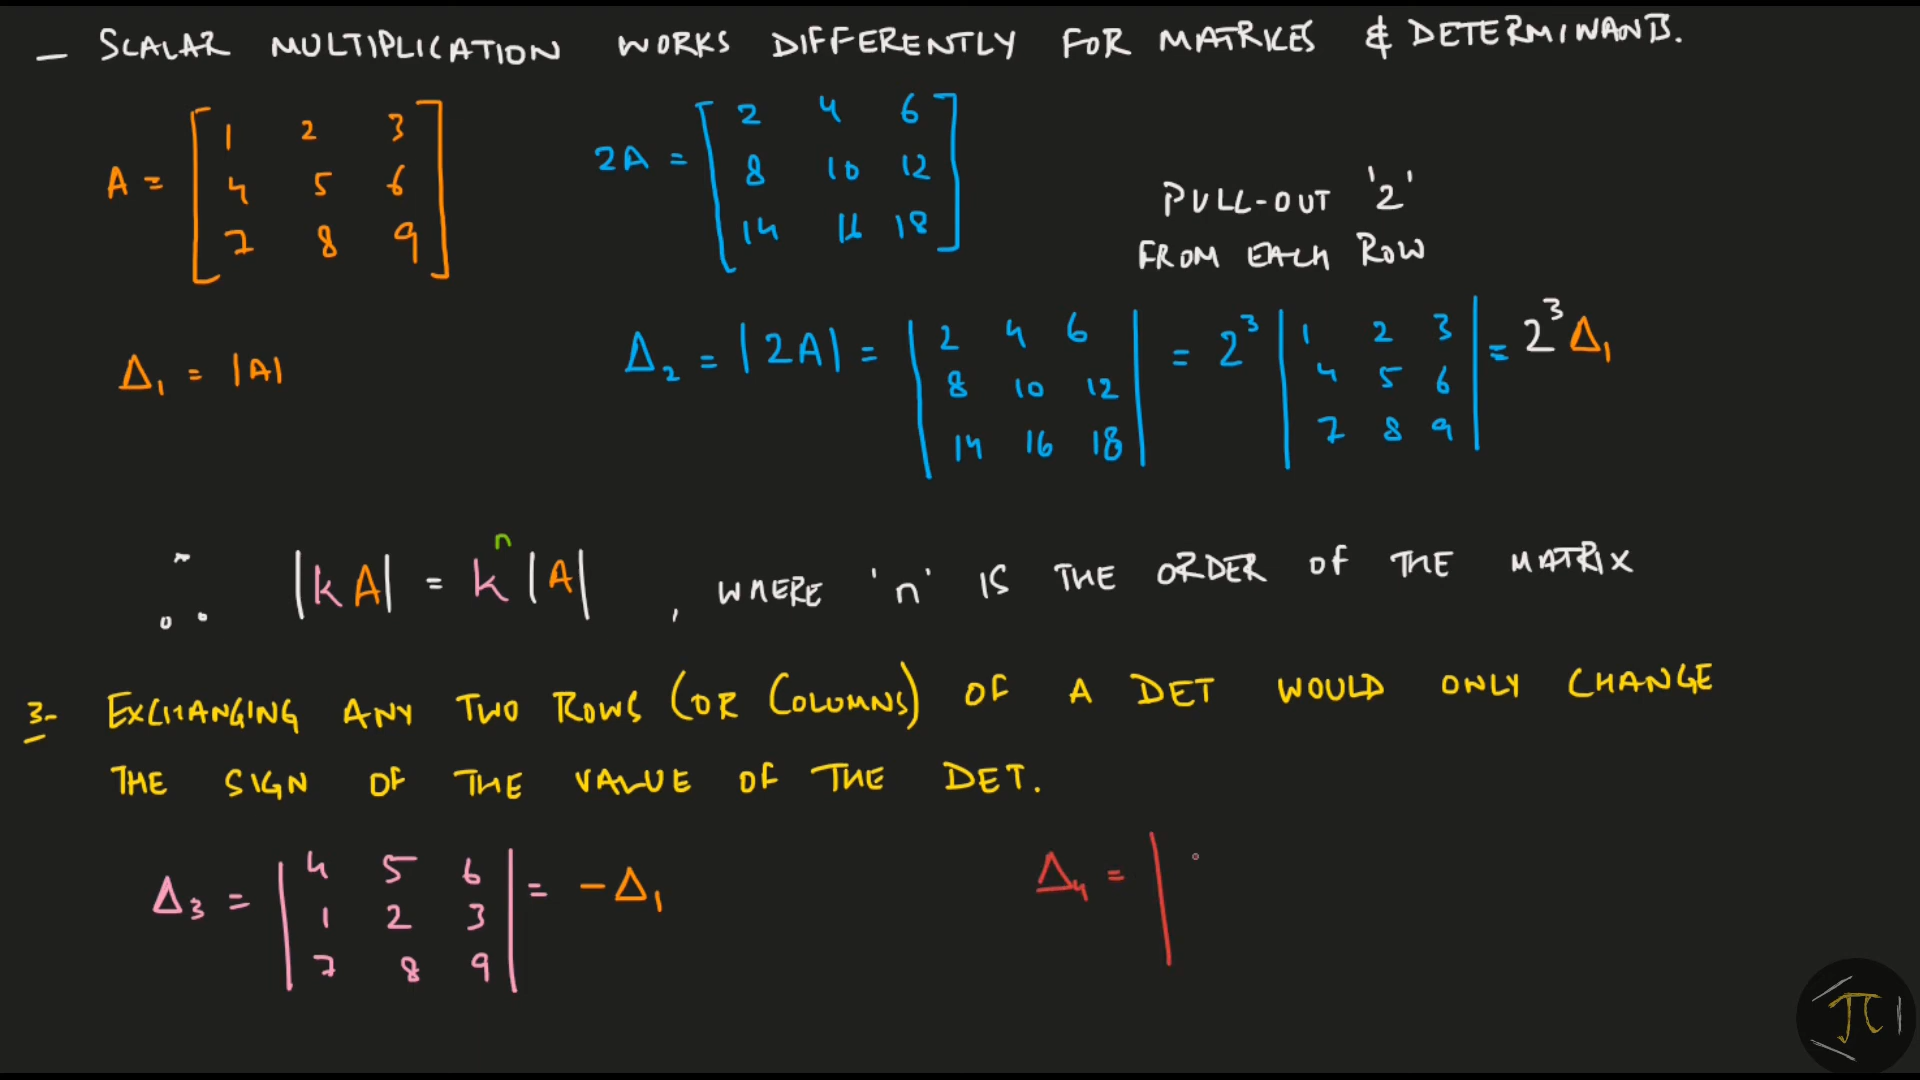 – SCALAR MULTIPLICATION WORKS DIFFERENTLY FOR MATRICES & DETERMINANTS.
A = [ 1 2 3
4 5 6
7 8 9 ]
2A = [ 2 4 6
8 10 12
14 16 18 ]
PULL-OUT '2'
FROM EACH ROW
Δ₁ = |A|
Δ₂ = |2A| = | 2 4 6
8 10 12
14 16 18 | = 2³ | 1 2 3
4 5 6
7 8 9 | = 2³ Δ₁
∴ |kA| = kⁿ |A| , WHERE 'n' IS THE ORDER OF THE MATRIX
3- EXCHANGING ANY TWO ROWS (OR COLUMNS) OF A DET WOULD ONLY CHANGE
THE SIGN OF THE VALUE OF THE DET.
Δ₃ = | 4 5 6
1 2 3
7 8 9 | = -Δ₁
Δ₄ = |
π